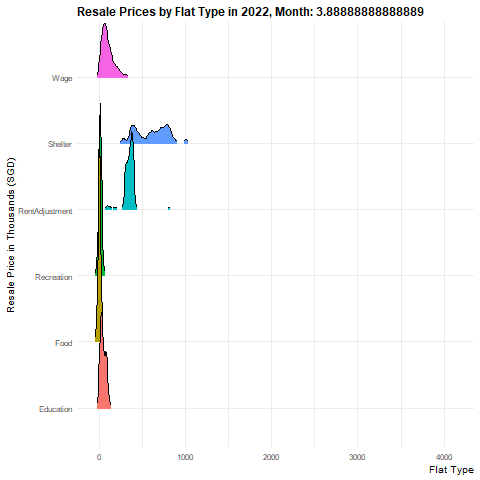 Resale Prices by Flat Type in 2022, Month: 3.88888888888889
Resale Price in Thousands (SGD)
Wage
Shelter
RentAdjustment
Recreation
Food
Education
0 1000 2000 3000 4000
Flat Type